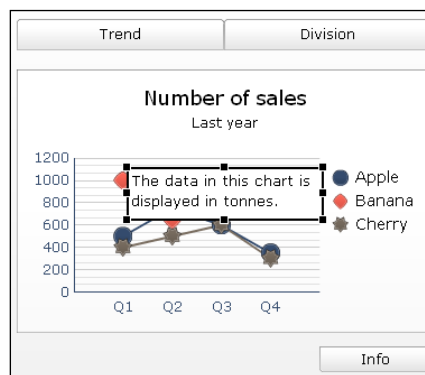 Trend
Division
Number of sales
Last year
1200
1000
The data in this chart is
displayed in tonnes.
600
400
200
0
Q1
Q2
Q3
Q4
Apple
Banana
Cherry
Info